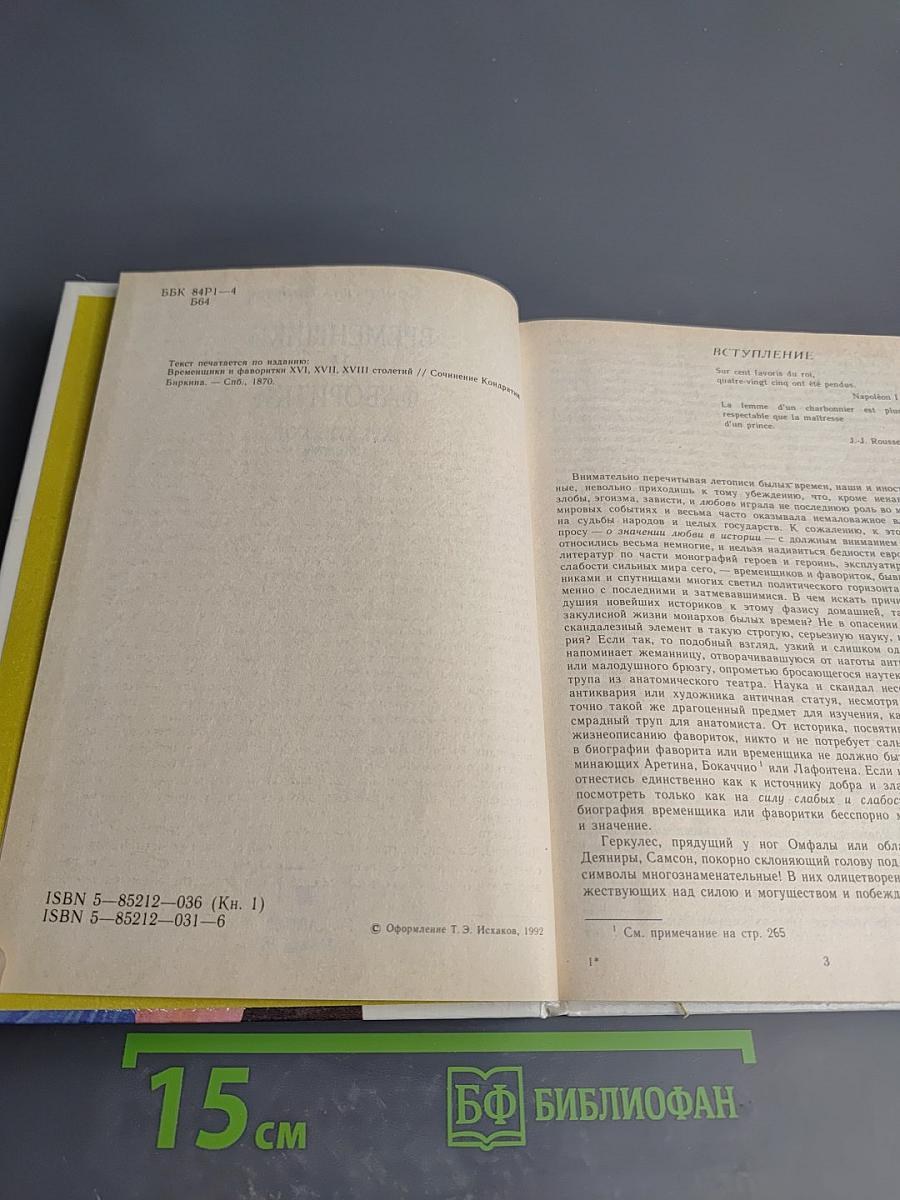 ББК 84Р1—4
Б64
Текст печатается по изданию:
Временщики и фаворитки XVI, XVII, XVIII столетий // Сочинение Кондратия
Биркина. — Спб., 1870.
ISBN 5—85212—036 (Кн. 1)
ISBN 5—85212—031—6
© Оформление Т. Э. Исхаков, 1992
ВСТУПЛЕНИЕ
Sur cent favoris du roi,
quatre-vingt cinq ont été pendus.
Napoléon I
La femme d'un charbonnier est plus
respectable que la maîtresse
d'un prince.
J.-J. Rousse
Внимательно перечитывая летописи былых времен, наши и иност
ные, невольно приходишь к тому убеждению, что, кроме ненав
злобы, эгоизма, зависти, и любовь играла не последнюю роль во м
мировых событиях и весьма часто оказывала немаловажное вл
на судьбы народов и целых государств. К сожалению, к это
просу — о значении любви в истории — с должным вниманием
относились весьма немногие, и нельзя надивиться бедности евро
литератур по части монографий героев и героинь, эксплуатир
слабости сильных мира сего, — временщиков и фавориток, бывш
никами и спутницами многих светил политического горизонта
менно с последними и затмевавшимися. В чем искать причи
душия новейших историков к этому фазису домашней, та
закулисной жизни монархов былых времен? Не в опасении
скандалезный элемент в такую строгую, серьезную науку, к
рия? Если так, то подобный взгляд, узкий и слишком од
напоминает жеманницу, отворачивавшуюся от наготы анти
или малодушного брюзгу, опрометью бросающегося наутек
трупа из анатомического театра. Наука и скандал несо
антиквария или художника античная статуя, несмотря
точно такой же драгоценный предмет для изучения, ка
смрадный труп для анатомиста. От историка, посвяти
жизнеописанию фавориток, никто и не потребует саль
в биографии фаворита или временщика не должно бы
минающих Аретина, Бокаччио¹ или Лафонтена. Если к
отнестись единственно как к источнику добра и зла
посмотреть только как на силу слабых и слабос
биография временщика или фаворитки бесспорно м
и значение.
Геркулес, прядущий у ног Омфалы или обла
Деяниры, Самсон, покорно склоняющий голову под
символы многознаменательные! В них олицетворен
жествующих над силою и могуществом и побежд
¹ См. примечание на стр. 265
1*
3
15 см
БФ БИБЛИОФАН